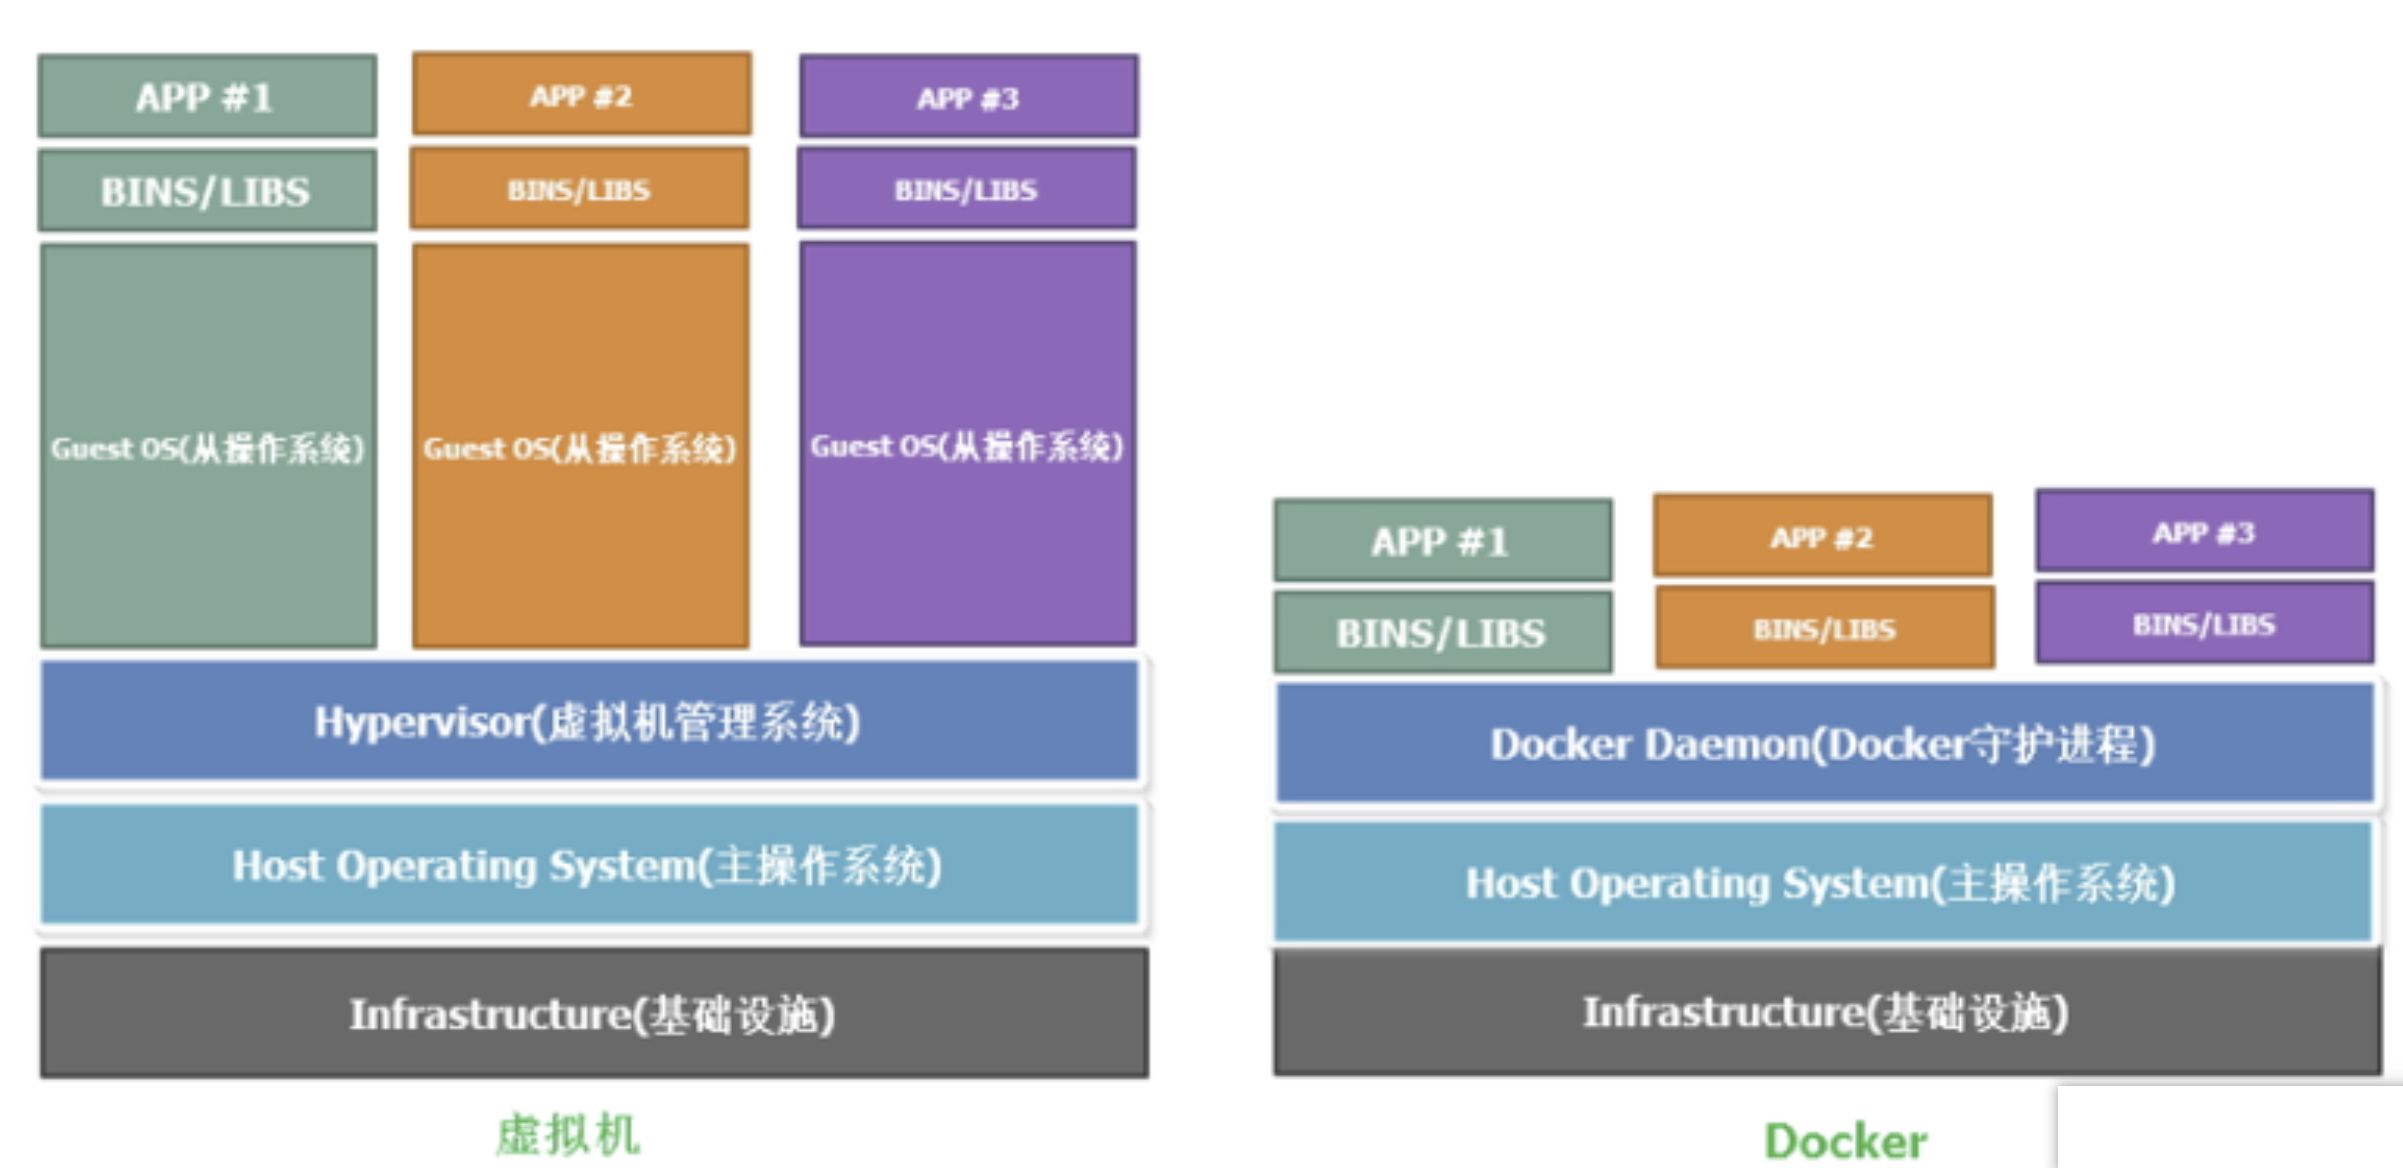 APP #1
APP #2
APP #3
BINS/LIBS
BINS/LIBS
BINS/LIBS
Guest OS(从操作系统)
Guest OS(从操作系统)
Guest OS(从操作系统)
Hypervisor(虚拟机管理系统)
Host Operating System(主操作系统)
Infrastructure(基础设施)
虚拟机
APP #1
APP #2
APP #3
BINS/LIBS
BINS/LIBS
BINS/LIBS
Docker Daemon(Docker守护进程)
Host Operating System(主操作系统)
Infrastructure(基础设施)
Docker